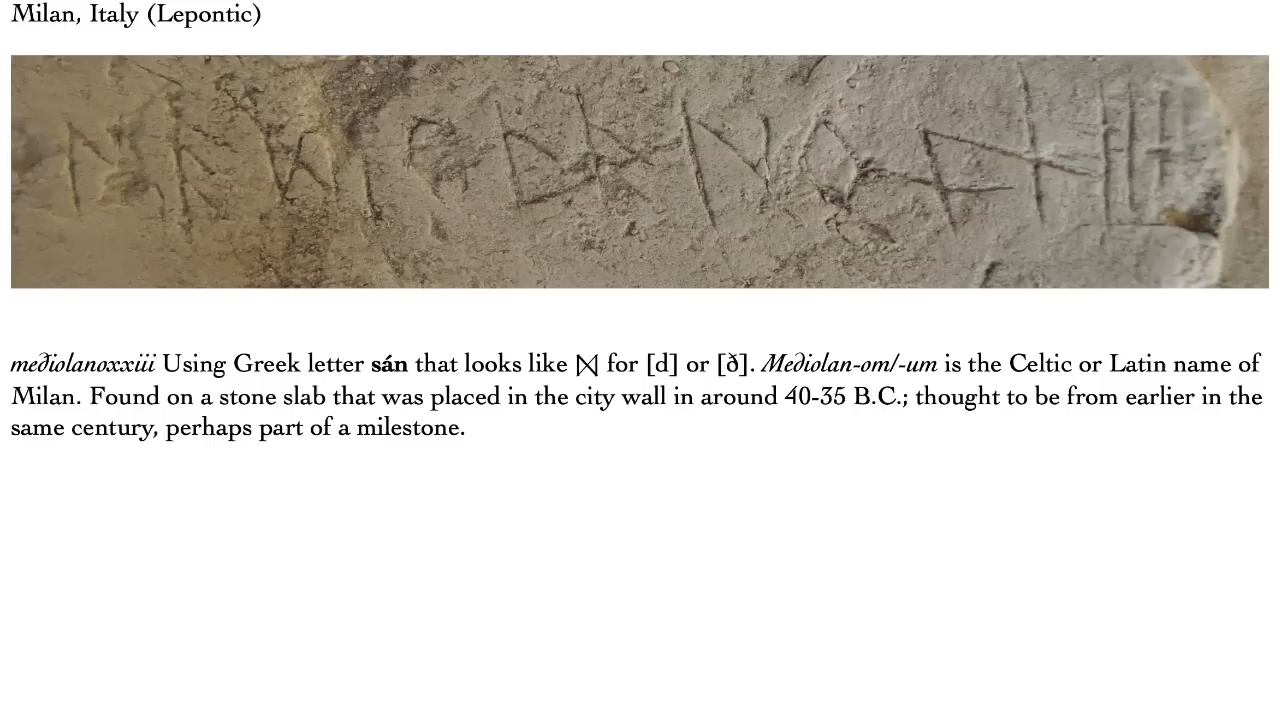 Milan, Italy (Lepontic)
meðiolanoxxiii Using Greek letter sán that looks like ᛞ for [d] or [ð]. Meðiolan-om/-um is the Celtic or Latin name of
Milan. Found on a stone slab that was placed in the city wall in around 40-35 B.C.; thought to be from earlier in the
same century, perhaps part of a milestone.